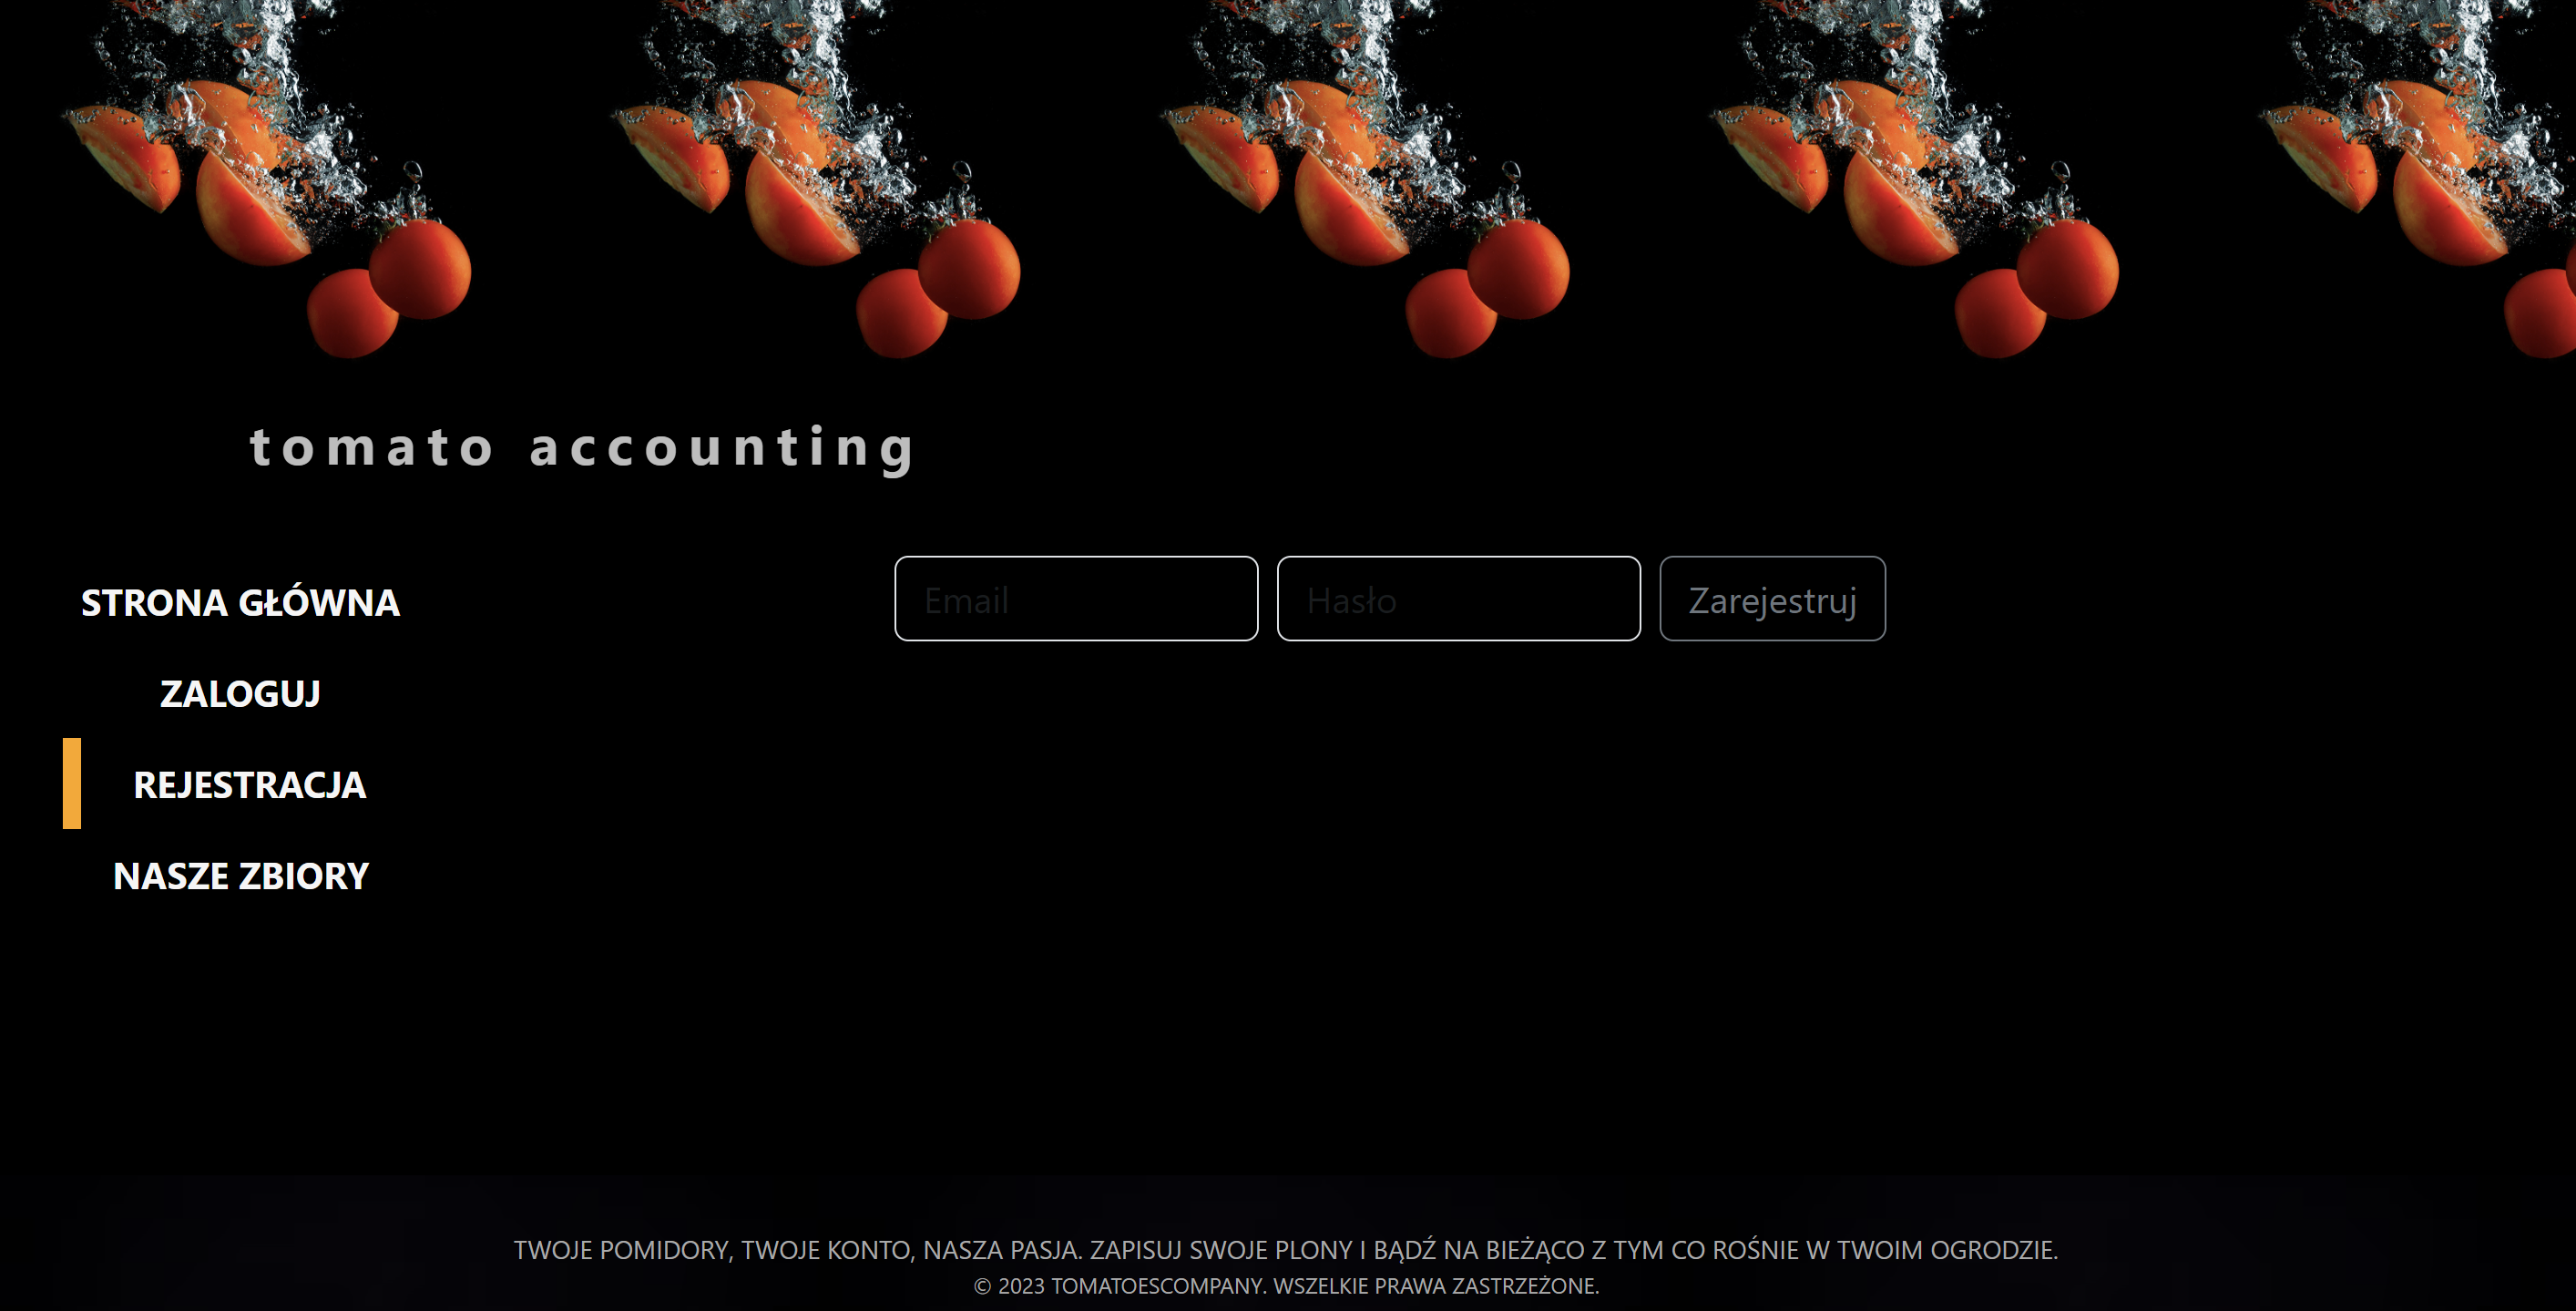 tomato accounting
STRONA GŁÓWNA
Email
Hasło
Zarejestruj
ZALOGUJ
REJESTRACJA
NASZE ZBIORY
TWOJE POMIDORY, TWOJE KONTO, NASZA PASJA. ZAPISUJ SWOJE PLONY I BĄDŹ NA BIEŻĄCO Z TYM CO ROŚNIE W TWOIM OGRODZIE.
© 2023 TOMATOESCOMPANY. WSZELKIE PRAWA ZASTRZEŻONE.